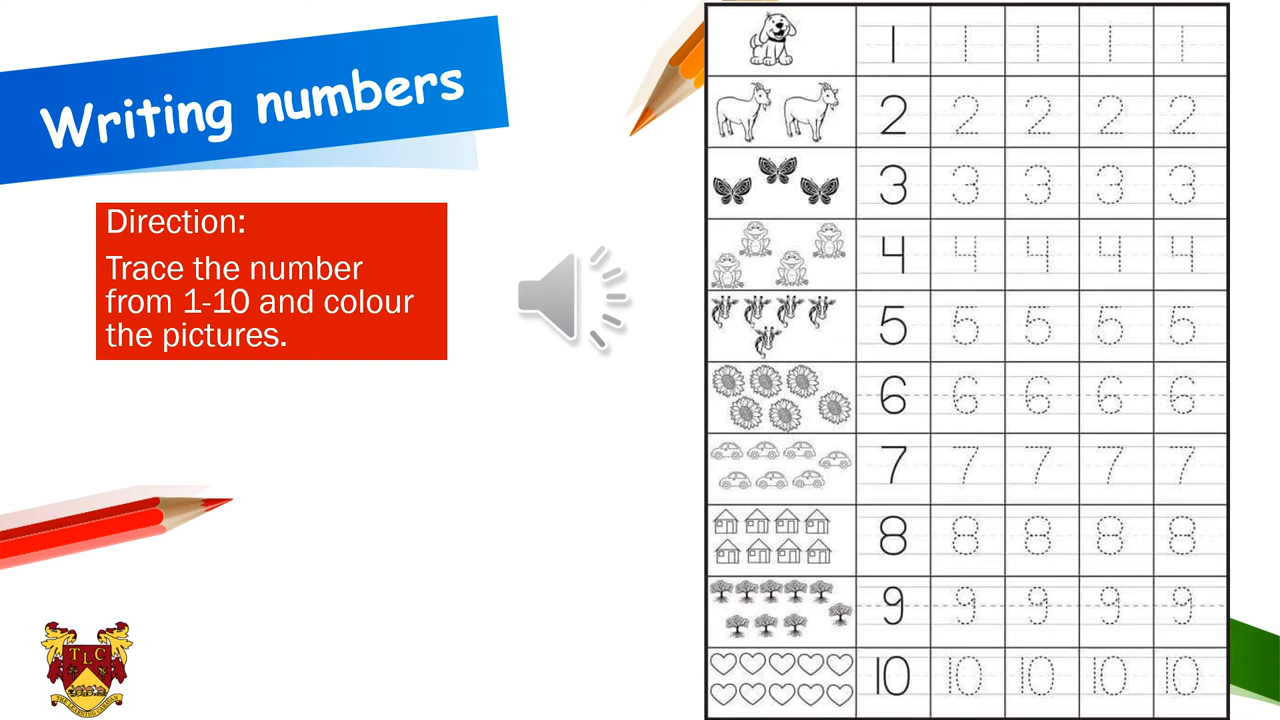 Writing numbers
Direction:
Trace the number
from 1-10 and colour
the pictures.
1 1 1 1 1
2 2 2 2 2
3 3 3 3 3
4 4 4 4 4
5 5 5 5 5
6 6 6 6 6
7 7 7 7 7
8 8 8 8 8
9 9 9 9 9
10 10 10 10 10
TLC